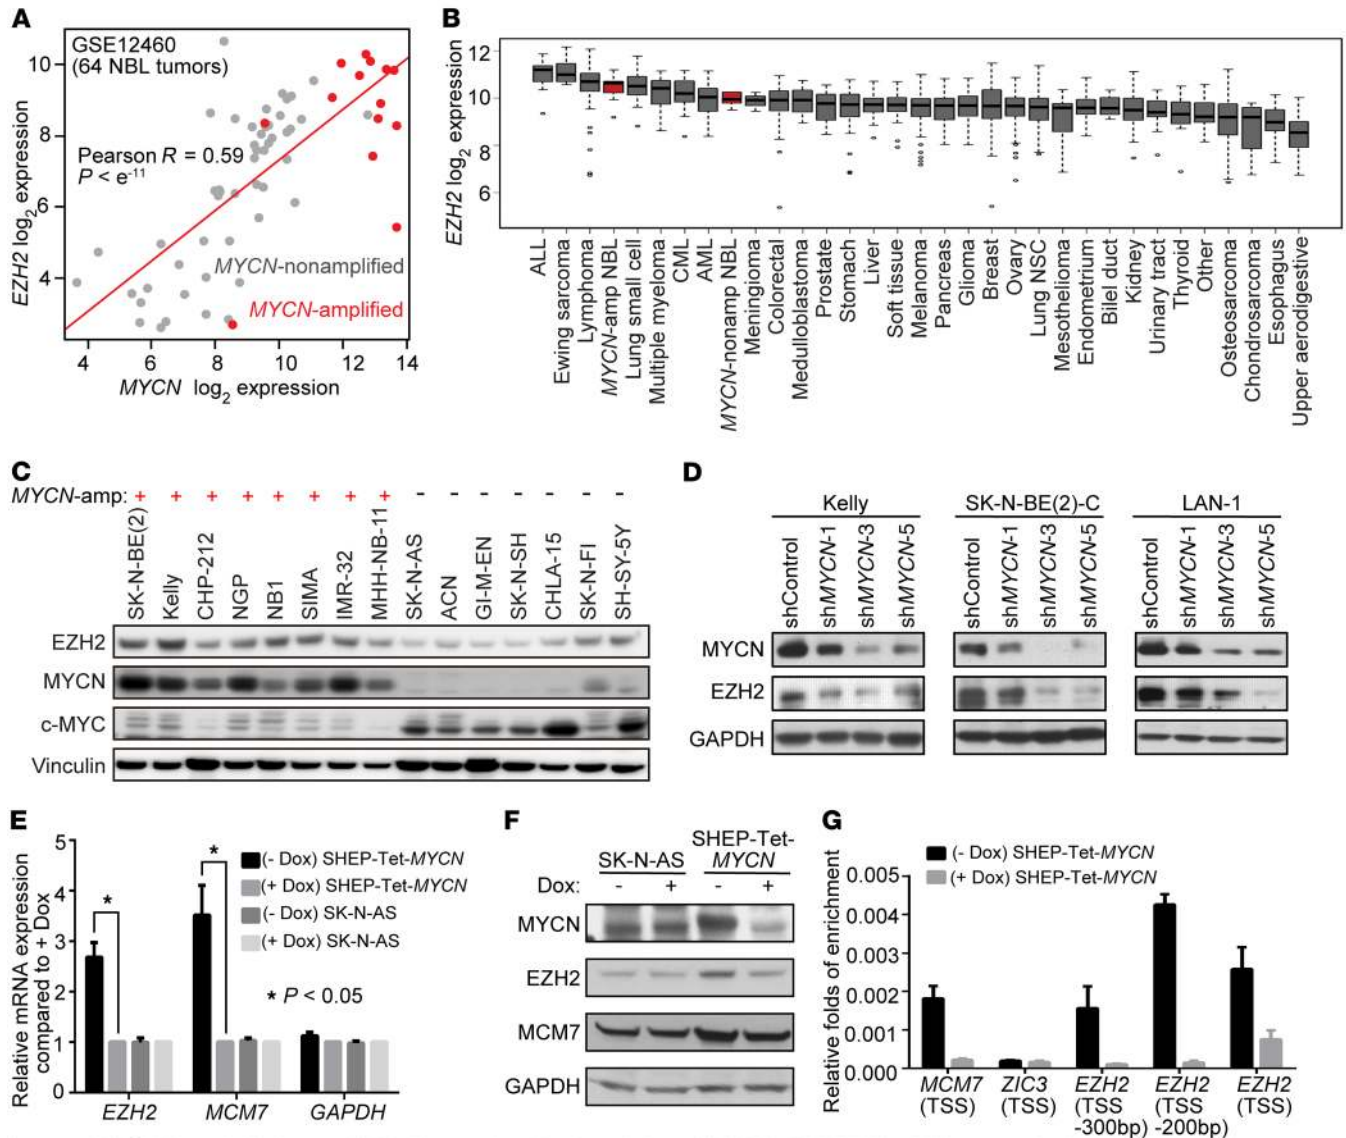 A
GSE12460
(64 NBL tumors)
Pearson R = 0.59
P < e-11
MYCN-nonamplified
MYCN-amplified
10
8
6
4
EZH2 log2 expression
4 6 8 10 12 14
MYCN log2 expression
B
12
10
8
6
EZH2 log2 expression
ALL
Ewing sarcoma
Lymphoma
MYCN-amp NBL
Lung small cell
Multiple myeloma
CML
AML
MYCN-nonamp NBL
Meningioma
Colorectal
Medulloblastoma
Prostate
Stomach
Liver
Soft tissue
Melanoma
Pancreas
Glioma
Breast
Ovary
Lung NSC
Mesothelioma
Endometrium
Bilel duct
Kidney
Urinary tract
Thyroid
Other
Osteosarcoma
Chondrosarcoma
Esophagus
Upper aerodigestive
C
MYCN-amp: + + + + + + + + - - - - - - -
SK-N-BE(2)
Kelly
CHP-212
NGP
NB1
SIMA
IMR-32
MHH-NB-11
SK-N-AS
ACN
GI-M-EN
SK-N-SH
CHLA-15
SK-N-FI
SH-SY-5Y
EZH2
MYCN
c-MYC
Vinculin
D
Kelly SK-N-BE(2)-C LAN-1
shControl
shMYCN-1
shMYCN-3
shMYCN-5
shControl
shMYCN-1
shMYCN-3
shMYCN-5
shControl
shMYCN-1
shMYCN-3
shMYCN-5
MYCN
EZH2
GAPDH
E
Relative mRNA expression
compared to + Dox
5
4
3
2
1
0
*
*
(- Dox) SHEP-Tet-MYCN
(+ Dox) SHEP-Tet-MYCN
(- Dox) SK-N-AS
(+ Dox) SK-N-AS
* P < 0.05
EZH2 MCM7 GAPDH
F
SK-N-AS
SHEP-Tet-
MYCN
Dox: - + - +
MYCN
EZH2
MCM7
GAPDH
G
(- Dox) SHEP-Tet-MYCN
(+ Dox) SHEP-Tet-MYCN
Relative folds of enrichment
0.005
0.004
0.003
0.002
0.001
0.000
MCM7
(TSS)
ZIC3
(TSS)
EZH2
(TSS
-300bp)
EZH2
(TSS
-200bp)
EZH2
(TSS)